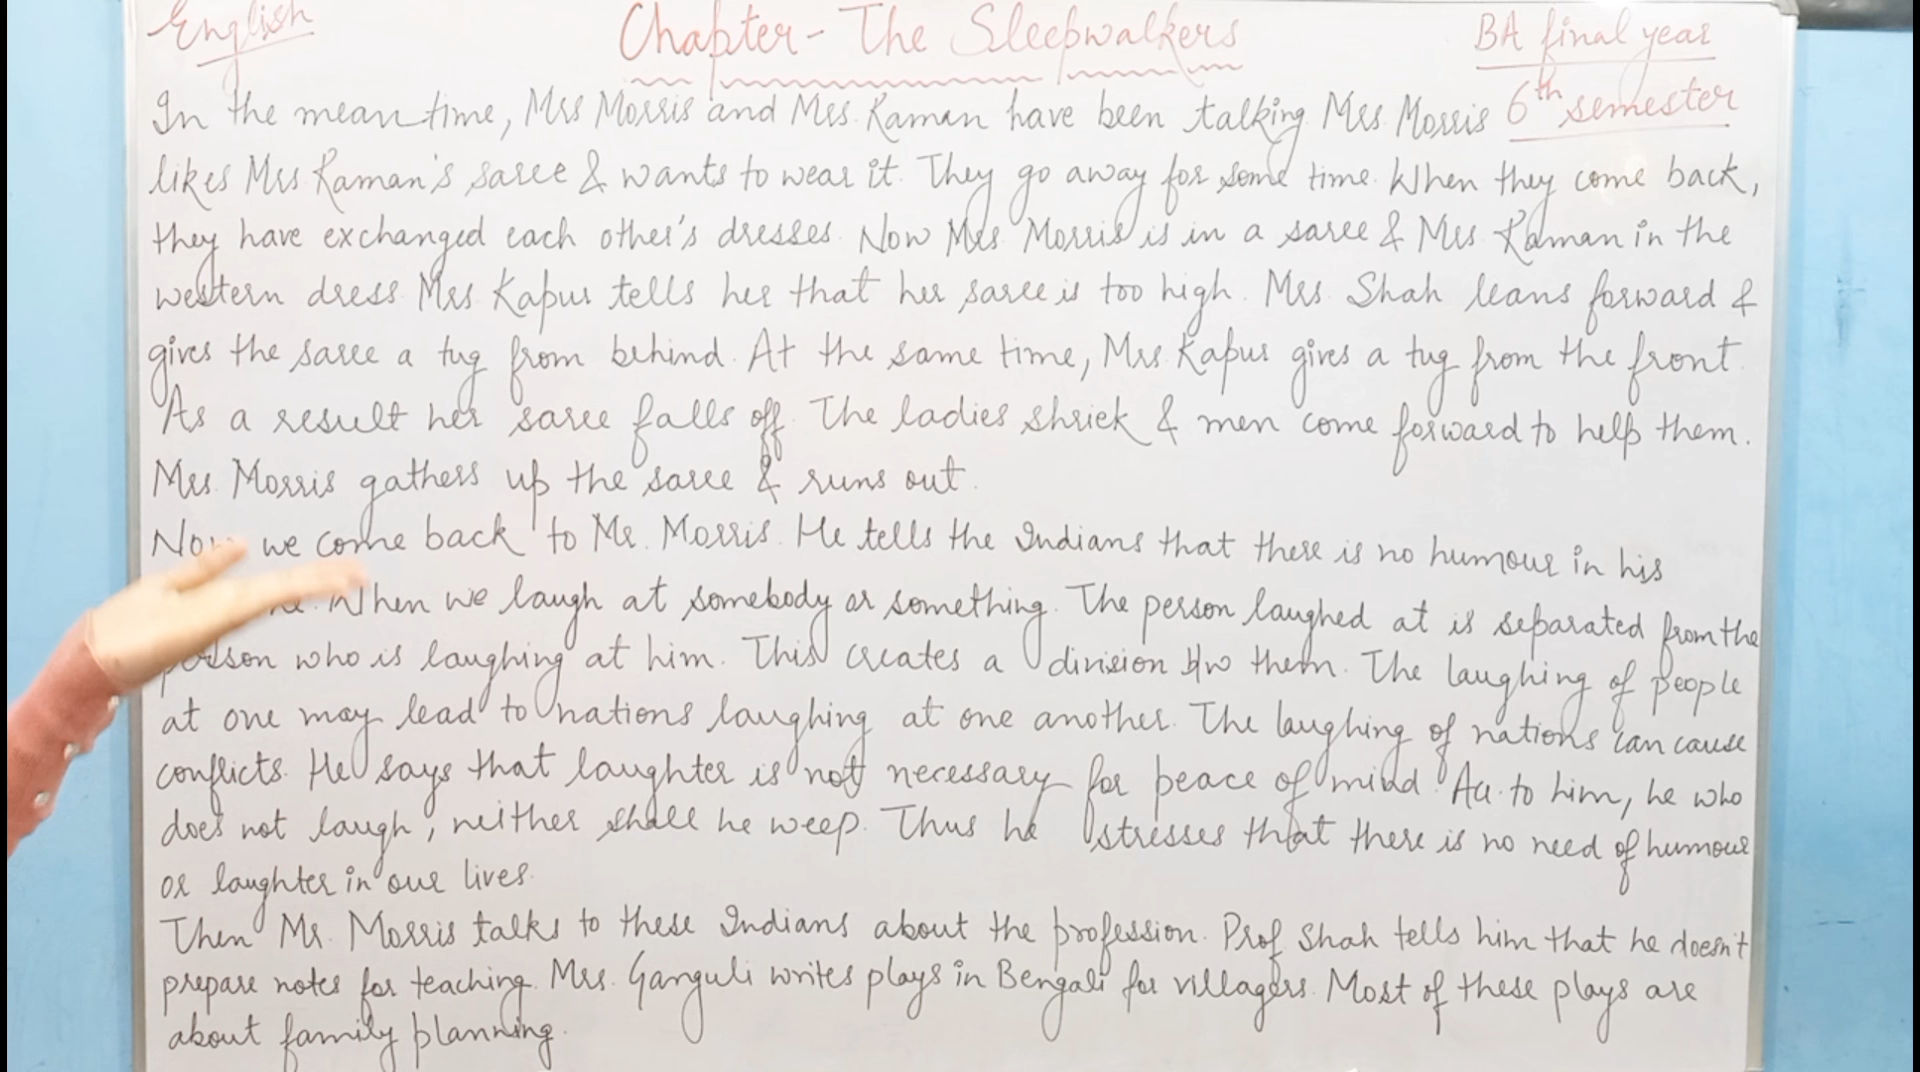 English
Chapter - The Sleepwalkers
BA final year
6th semester
In the mean time, Mrs Morris and Mrs. Raman have been talking. Mrs. Morris
likes Mrs Raman's saree & wants to wear it. They go away for some time. When they come back,
they have exchanged each other's dresses. Now Mrs. Morris is in a saree & Mrs Raman in the
western dress. Mrs Kapur tells her that her saree is too high. Mrs. Shah leans forward &
gives the saree a tug from behind. At the same time, Mrs Kapur gives a tug from the front.
As a result her saree falls off. The ladies shriek & men come forward to help them.
Mrs. Morris gathers up the saree & runs out.
Now we come back to Mr. Morris. He tells the Indians that there is no humour in his
When we laugh at somebody or something. The person laughed at is separated from the
person who is laughing at him. This creates a division b/w them. The laughing of people
at one may lead to nations laughing at one another. The laughing of nations can cause
conflicts. He says that laughter is not necessary for peace of mind. Acc. to him, he who
does not laugh, neither shall he weep. Thus he stresses that there is no need of humour
or laughter in our lives.
Then Mr. Morris talks to these Indians about the profession. Prof Shah tells him that he doesn't
prepare notes for teaching. Mrs. Ganguli writes plays in Bengali for villagers. Most of these plays are
about family planning.